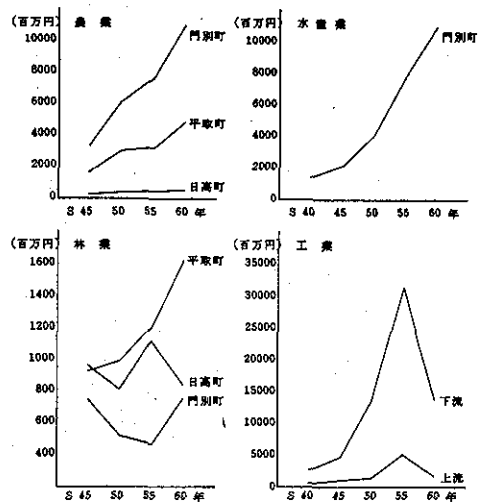 (百万円) 農業
10000
8000
6000
4000
2000
0
門別町
平取町
日高町
S 45 50 55 60 年
(百万円) 水産業
10000
8000
6000
4000
2000
0
門別町
S 40 45 50 55 60 年
(百万円) 林業
1600
1400
1200
1000
800
600
400
平取町
日高町
門別町
S 45 50 55 60 年
(百万円) 工業
35000
30000
25000
20000
15000
10000
5000
0
下流
上流
S 40 45 50 55 60 年